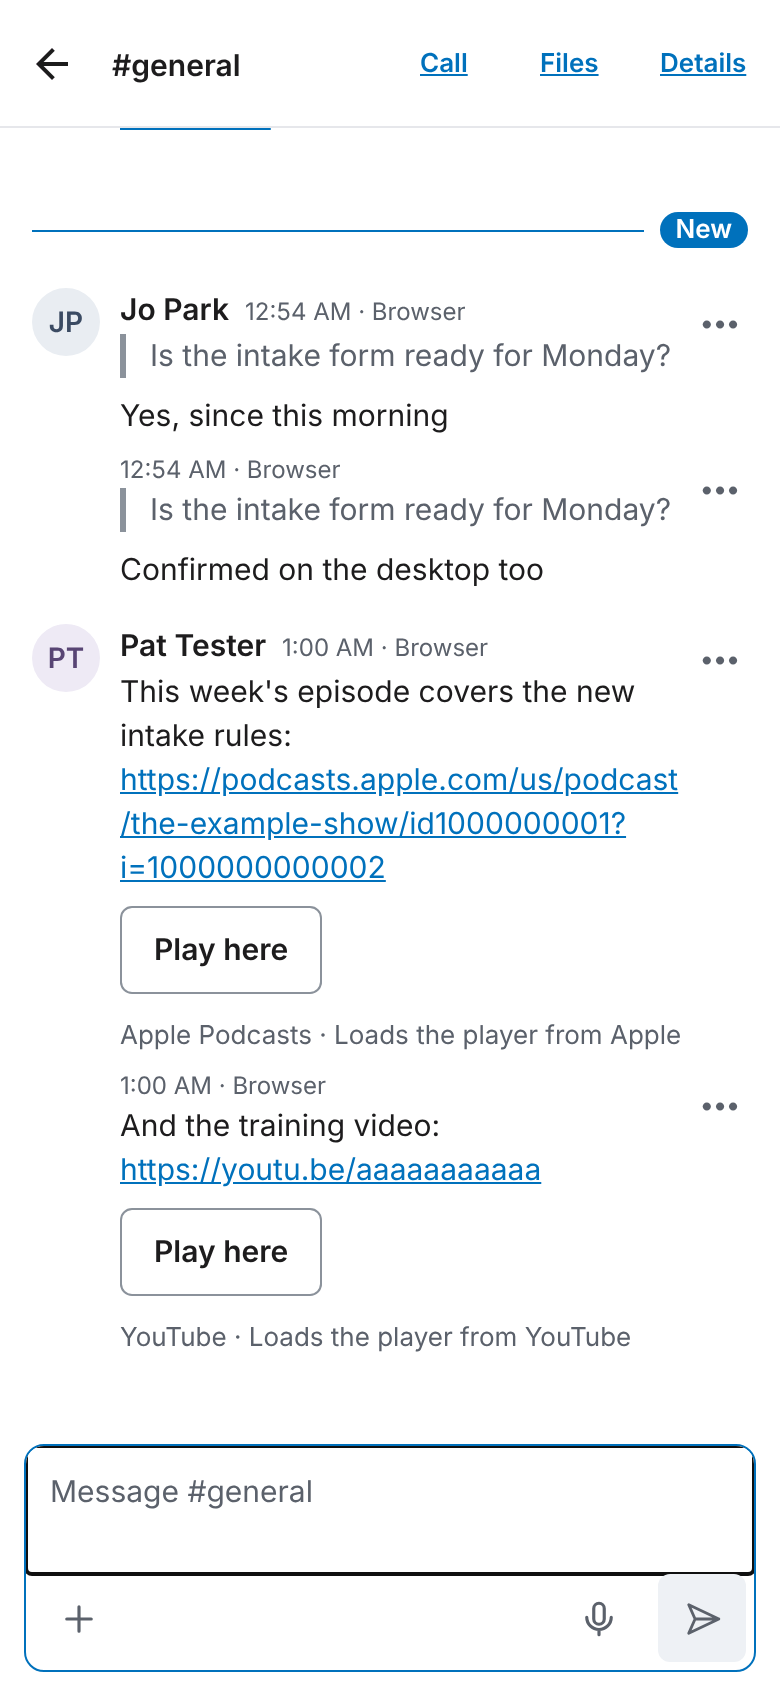 #general
Call
Files
Details
New
JP
Jo Park 12:54 AM · Browser
Is the intake form ready for Monday?
Yes, since this morning
12:54 AM · Browser
Is the intake form ready for Monday?
Confirmed on the desktop too
PT
Pat Tester 1:00 AM · Browser
This week's episode covers the new
intake rules:
https://podcasts.apple.com/us/podcast
/the-example-show/id1000000001?
i=1000000000002
Play here
Apple Podcasts · Loads the player from Apple
1:00 AM · Browser
And the training video:
https://youtu.be/aaaaaaaaaaa
Play here
YouTube · Loads the player from YouTube
Message #general